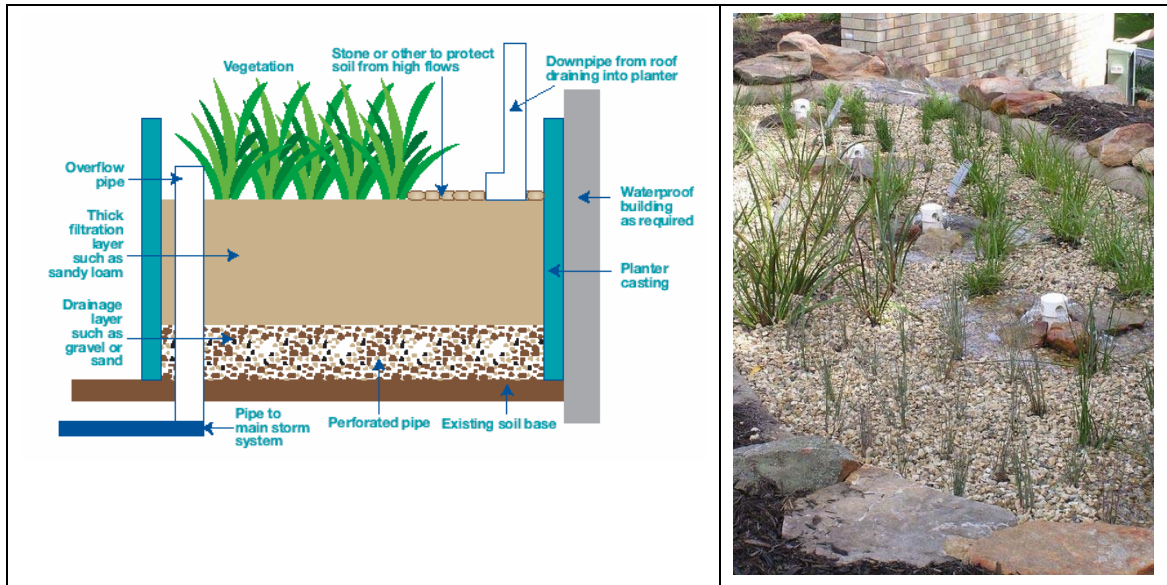 Stone or other to protect
soil from high flows
Vegetation
Downpipe from roof
draining into planter
Overflow
pipe
Waterproof
building
as required
Thick
filtration
layer
such as
sandy loam
Planter
casting
Drainage
layer
such as
gravel or
sand
Pipe to
main storm
system
Perforated pipe
Existing soil base